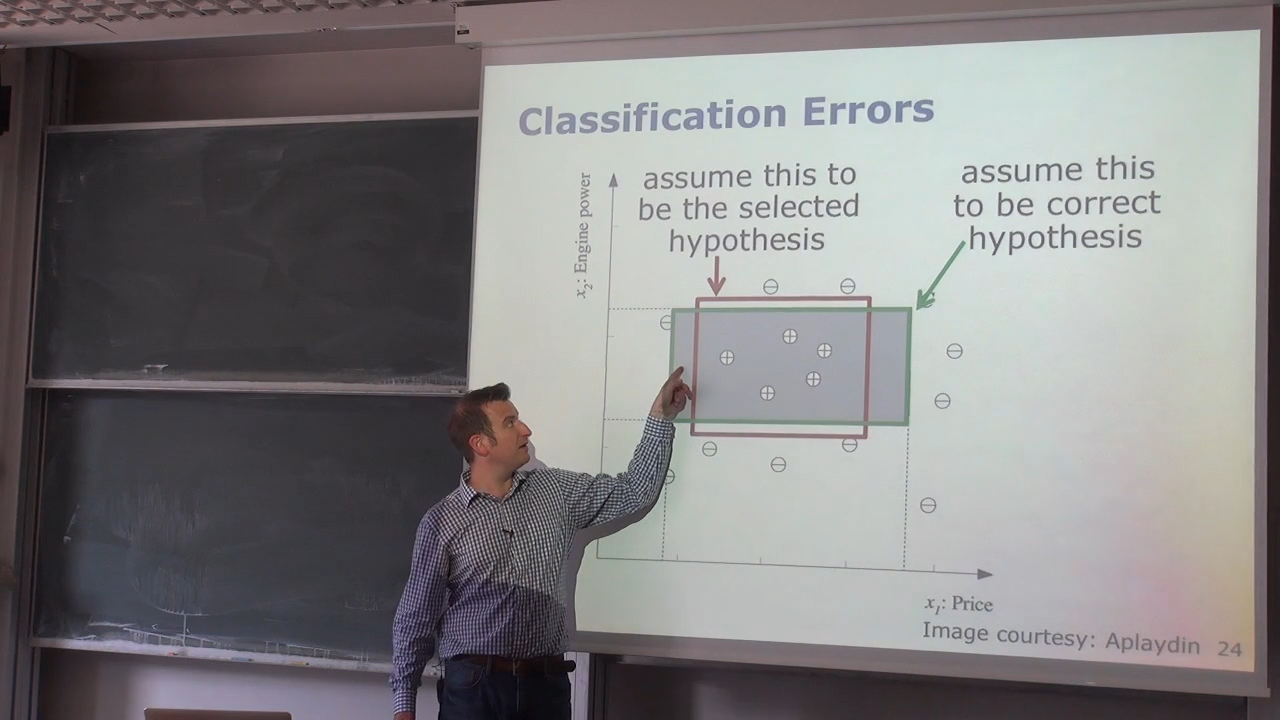 Classification Errors
assume this to
be the selected
hypothesis
assume this
to be correct
hypothesis
x2: Engine power
x1: Price
Image courtesy: Aplaydin 24